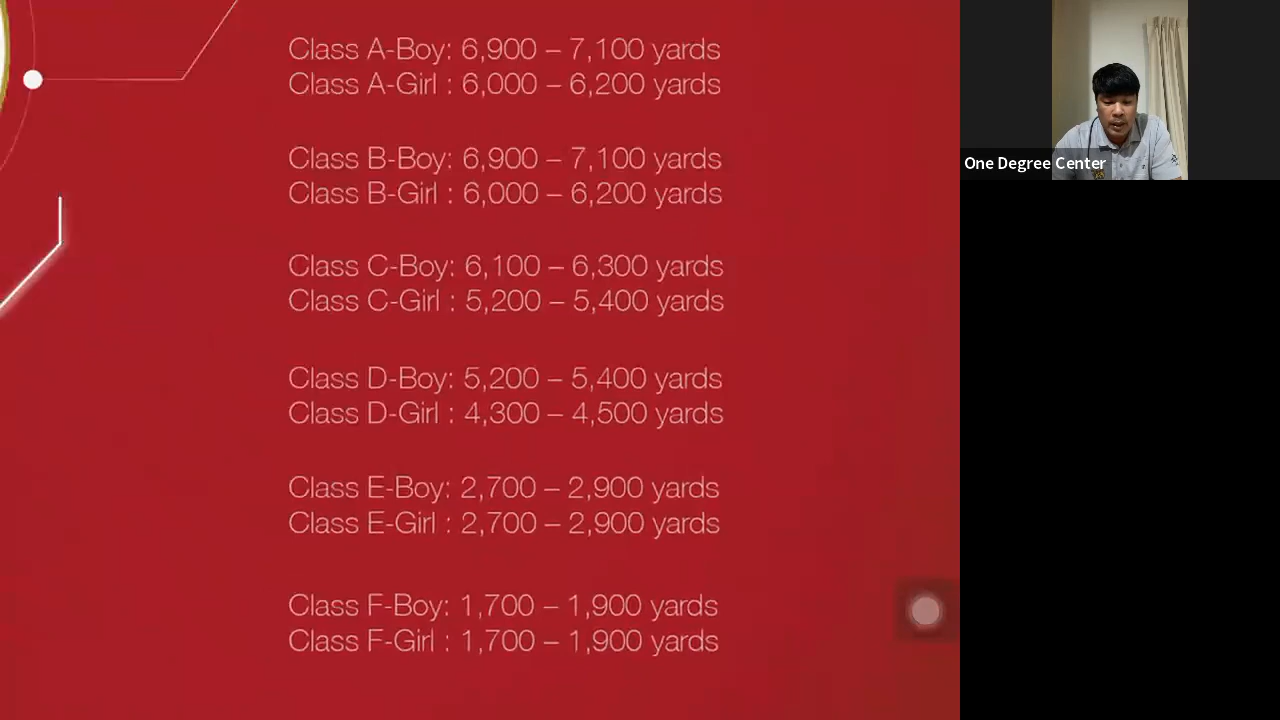 Class A-Boy: 6,900 – 7,100 yards
Class A-Girl : 6,000 – 6,200 yards
Class B-Boy: 6,900 – 7,100 yards
Class B-Girl : 6,000 – 6,200 yards
Class C-Boy: 6,100 – 6,300 yards
Class C-Girl : 5,200 – 5,400 yards
Class D-Boy: 5,200 – 5,400 yards
Class D-Girl : 4,300 – 4,500 yards
Class E-Boy: 2,700 – 2,900 yards
Class E-Girl : 2,700 – 2,900 yards
Class F-Boy: 1,700 – 1,900 yards
Class F-Girl : 1,700 – 1,900 yards
One Degree Center